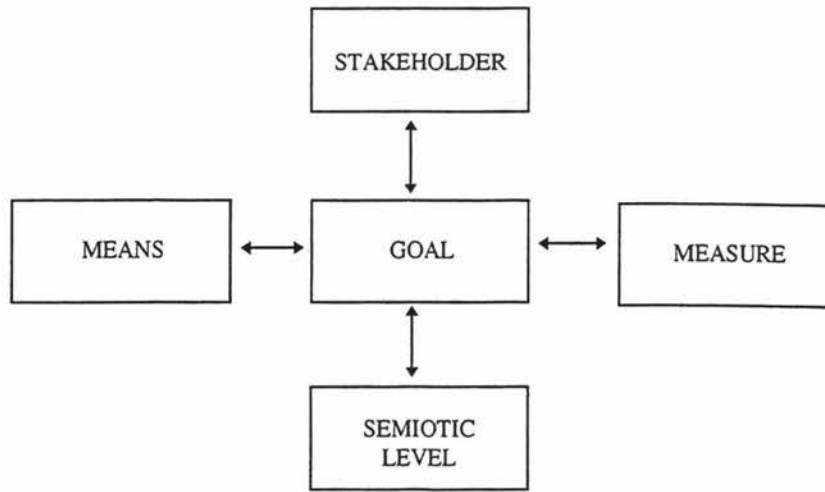 STAKEHOLDER
MEANS
GOAL
MEASURE
SEMIOTIC
LEVEL